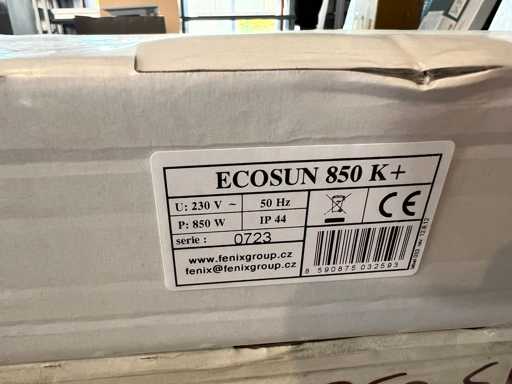 ECOSUN 850 K+
U: 230 V ~ 50 Hz
P: 850 W IP 44
serie : 0723
CE
www.fenixgroup.cz
fenix@fenixgroup.cz
8 590875 032593